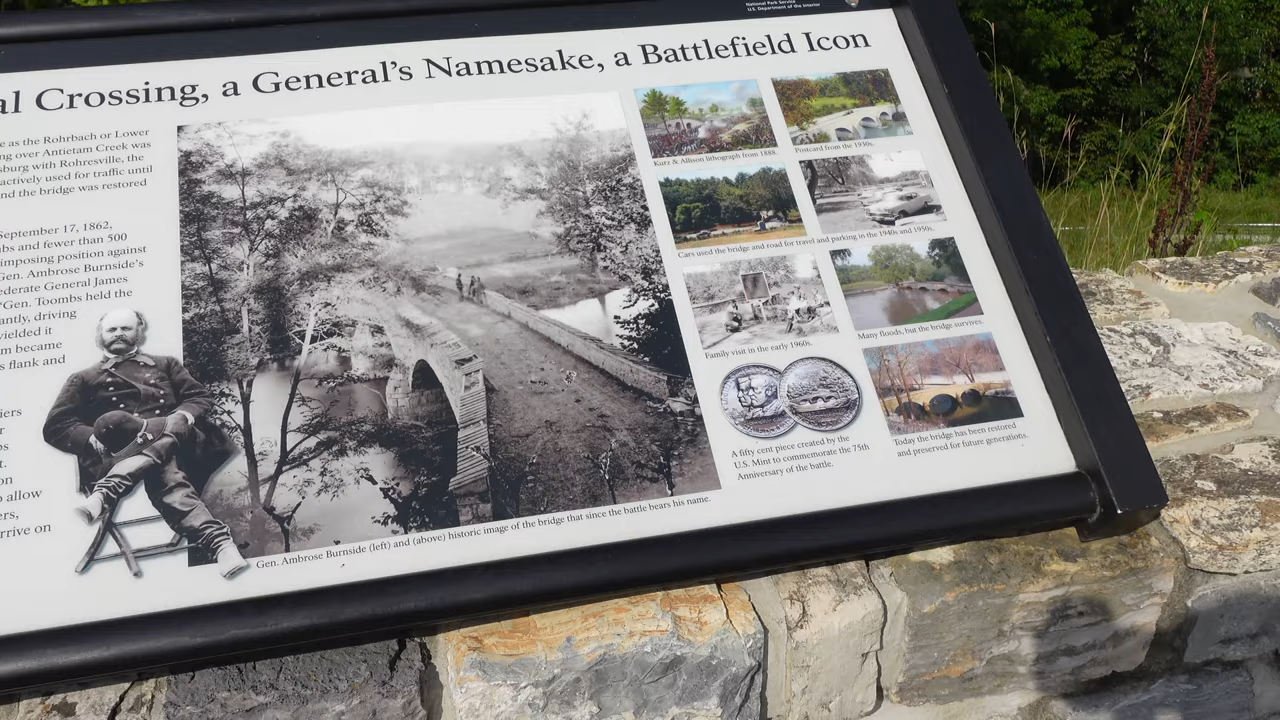 National Park Service
U.S. Department of the Interior
al Crossing, a General's Namesake, a Battlefield Icon
e as the Rohrbach or Lower
ng over Antietam Creek was
sburg with Rohresville, the
actively used for traffic until
nd the bridge was restored
September 17, 1862,
mbs and fewer than 500
imposing position against
Gen. Ambrose Burnside's
ederate General James
"Gen. Toombs held the
antly, driving
yielded it
m became
s flank and
iers
r
s
t.
on
o allow
ers,
rrive on
Gen. Ambrose Burnside (left) and (above) historic image of the bridge that since the battle bears his name.
Kurz & Allison lithograph from 1888.
Postcard from the 1930s.
Cars used the bridge and road for travel and parking in the 1940s and 1950s.
Family visit in the early 1960s.
Many floods, but the bridge survives.
A fifty cent piece created by the
U.S. Mint to commemorate the 75th
Anniversary of the battle.
Today the bridge has been restored
and preserved for future generations.